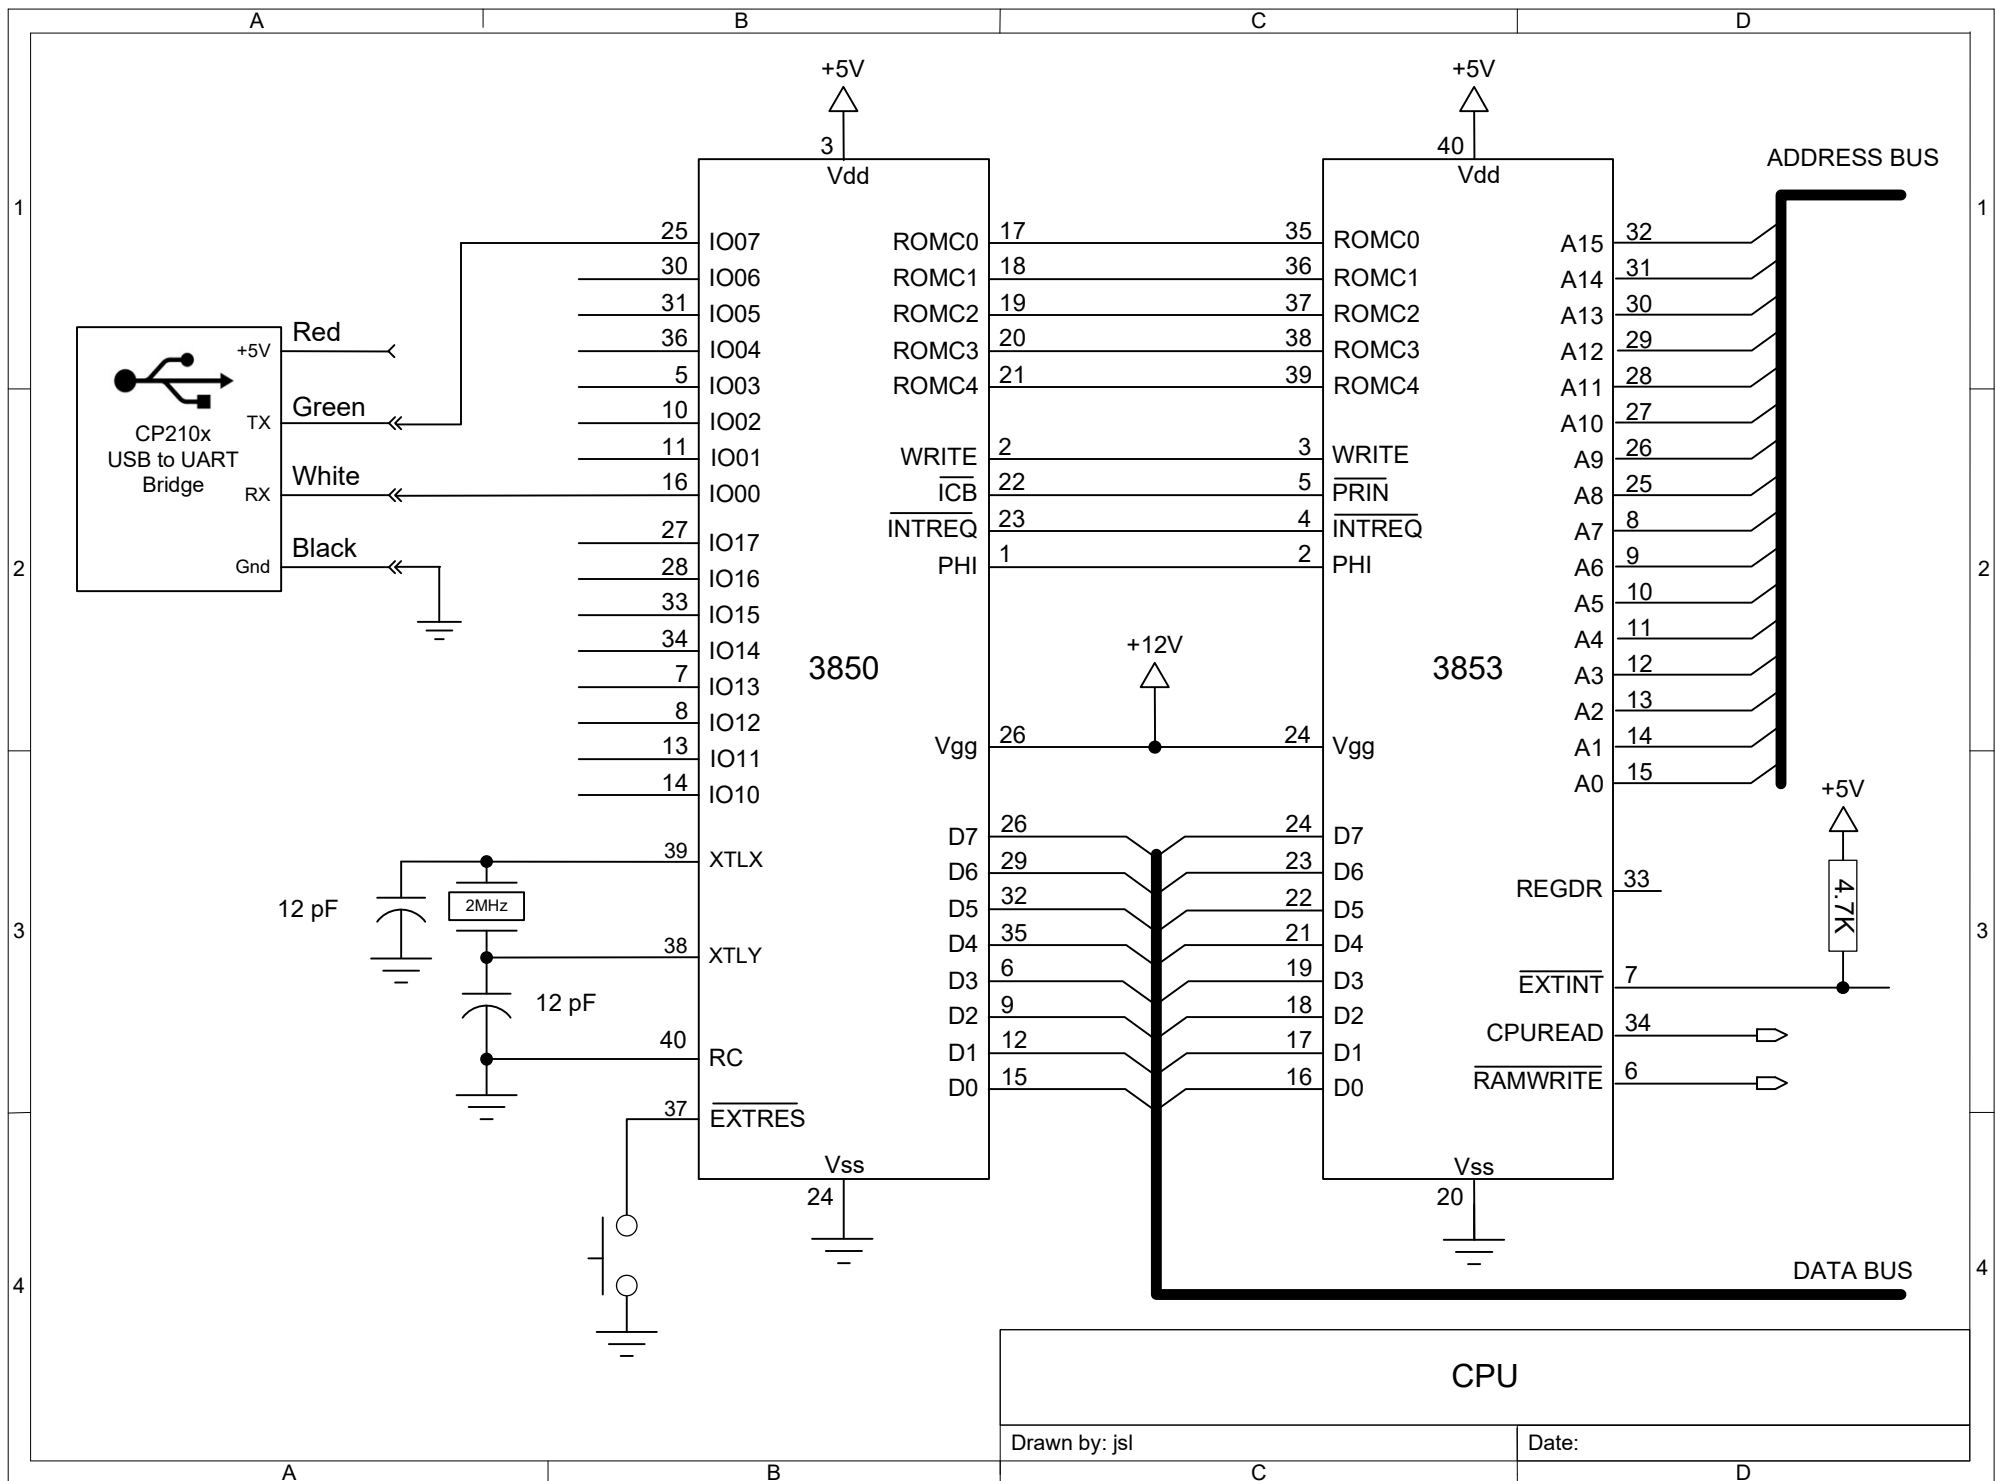 A B C D
+5V
+5V
3
40
Vdd
Vdd
ADDRESS BUS
1
1
25 IO07
30 IO06
31 IO05
36 IO04
5 IO03
10 IO02
11 IO01
16 IO00
27 IO17
28 IO16
33 IO15
34 IO14
7 IO13
8 IO12
13 IO11
14 IO10
39 XTLX
38 XTLY
40 RC
37 EXTRES
ROMC0 17
ROMC1 18
ROMC2 19
ROMC3 20
ROMC4 21
WRITE 2
ICB 22
INTREQ 23
PHI 1
3850
Vgg 26
D7 26
D6 29
D5 32
D4 35
D3 6
D2 9
D1 12
D0 15
Vss
24
35 ROMC0
36 ROMC1
37 ROMC2
38 ROMC3
39 ROMC4
3 WRITE
5 PRIN
4 INTREQ
2 PHI
+12V
3853
24 Vgg
24 D7
23 D6
22 D5
21 D4
19 D3
18 D2
17 D1
16 D0
Vss
20
A15 32
A14 31
A13 30
A12 29
A11 28
A10 27
A9 26
A8 25
A7 8
A6 9
A5 10
A4 11
A3 12
A2 13
A1 14
A0 15
+5V
4.7K
REGDR 33
EXTINT 7
CPUREAD 34
RAMWRITE 6
+5V Red
TX Green
CP210x
USB to UART
Bridge
RX White
Gnd Black
2
2
12 pF
2MHz
12 pF
3
3
4
4
DATA BUS
CPU
Drawn by: jsl
Date:
A B C D